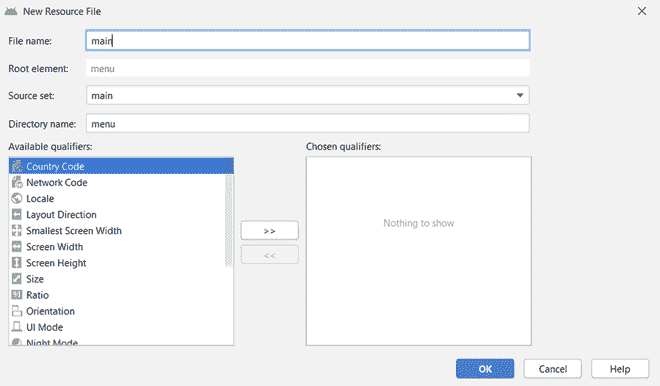 New Resource File
File name: main
Root element: menu
Source set: main
Directory name: menu
Available qualifiers: Chosen qualifiers:
Country Code
Network Code
Locale
Layout Direction
Smallest Screen Width
Screen Width
Screen Height
Size
Ratio
Orientation
UI Mode
Night Mode
>>
<<
Nothing to show
OK Cancel Help